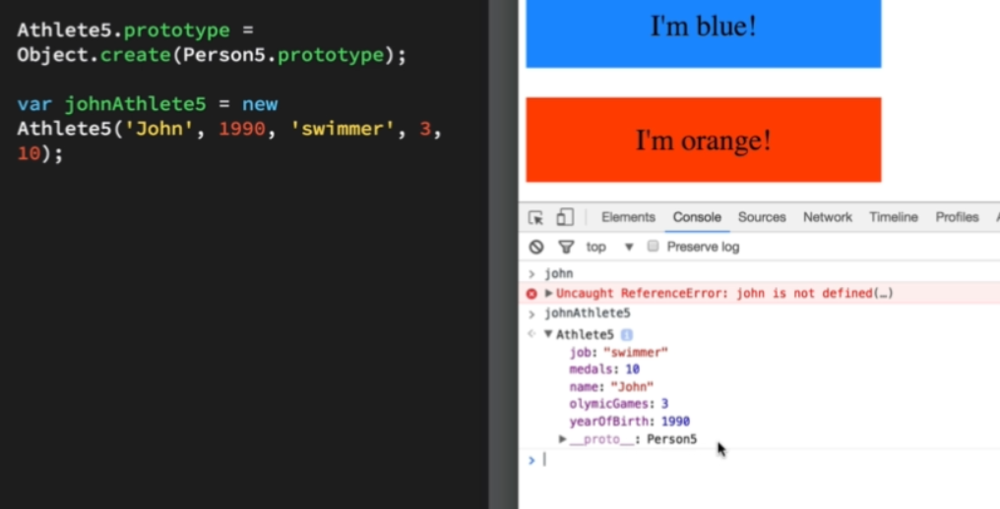 Athlete5.prototype =
Object.create(Person5.prototype);
var johnAthlete5 = new
Athlete5('John', 1990, 'swimmer', 3,
10);
I'm blue!
I'm orange!
Elements Console Sources Network Timeline Profiles
top Preserve log
john
Uncaught ReferenceError: john is not defined(…)
johnAthlete5
Athlete5
job: "swimmer"
medals: 10
name: "John"
olymicGames: 3
yearOfBirth: 1990
__proto__: Person5